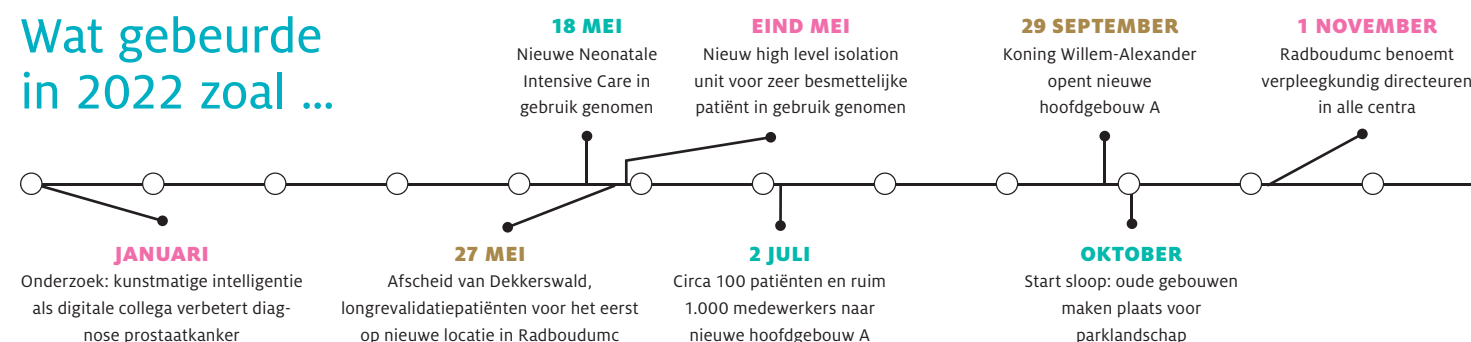 Wat gebeurde
in 2022 zoal ...
18 MEI
Nieuwe Neonatale
Intensive Care in
gebruik genomen
EIND MEI
Nieuw high level isolation
unit voor zeer besmettelijke
patiënt in gebruik genomen
29 SEPTEMBER
Koning Willem-Alexander
opent nieuwe
hoofdgebouw A
1 NOVEMBER
Radboudumc benoemt
verpleegkundig directeuren
in alle centra
JANUARI
Onderzoek: kunstmatige intelligentie
als digitale collega verbetert diag-
nose prostaatkanker
27 MEI
Afscheid van Dekkerswald,
longrevalidatiepatiënten voor het eerst
op nieuwe locatie in Radboudumc
2 JULI
Circa 100 patiënten en ruim
1.000 medewerkers naar
nieuwe hoofdgebouw A
OKTOBER
Start sloop: oude gebouwen
maken plaats voor
parklandschap